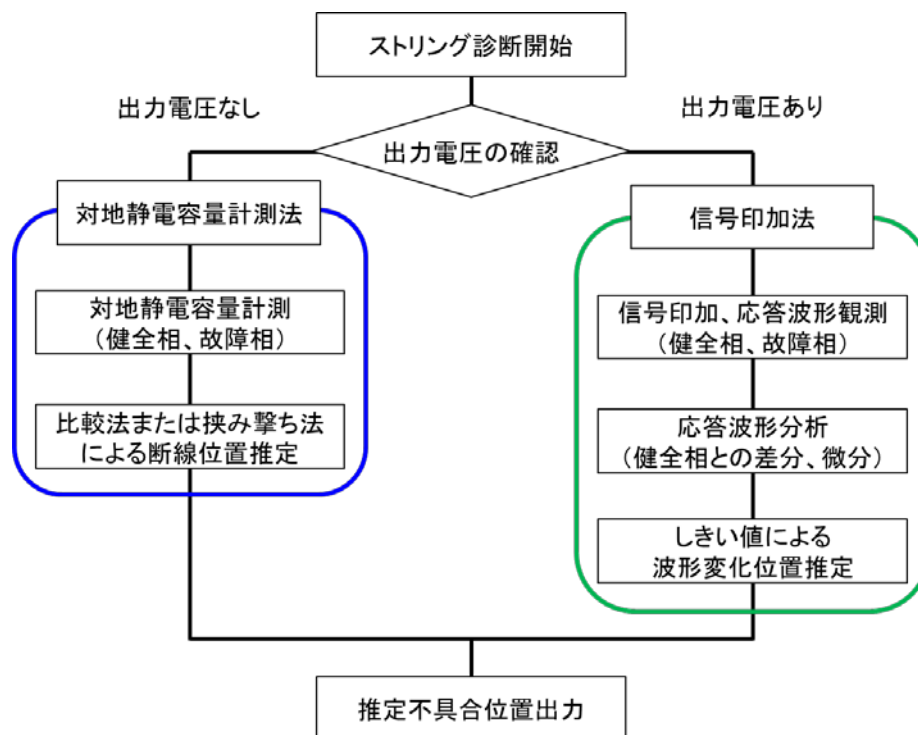 ストリング診断開始
出力電圧なし
出力電圧あり
出力電圧の確認
対地静電容量計測法
対地静電容量計測
（健全相、故障相）
比較法または挟み撃ち法
による断線位置推定
信号印加法
信号印加、応答波形観測
（健全相、故障相）
応答波形分析
（健全相との差分、微分）
しきい値による
波形変化位置推定
推定不具合位置出力